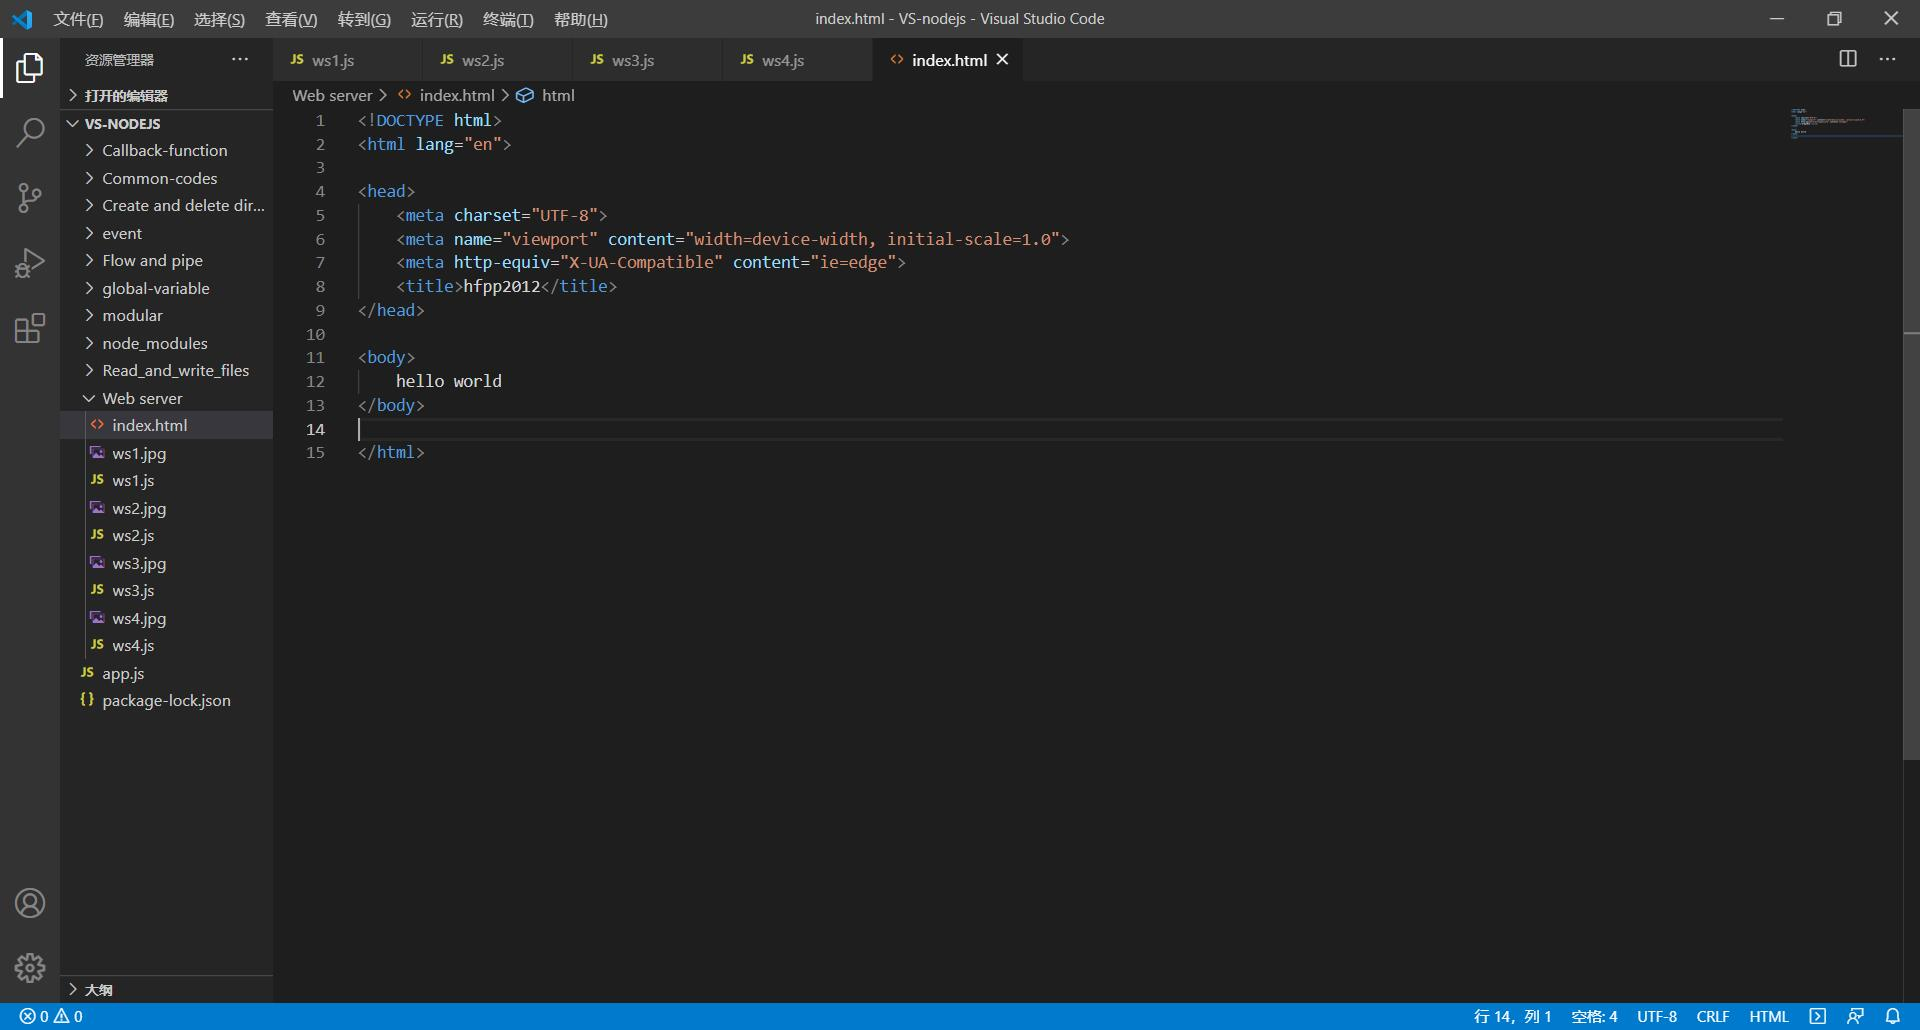 文件(F) 编辑(E) 选择(S) 查看(V) 转到(G) 运行(R) 终端(T) 帮助(H)
index.html - VS-nodejs - Visual Studio Code
资源管理器
打开的编辑器
VS-NODEJS
Callback-function
Common-codes
Create and delete dir...
event
Flow and pipe
global-variable
modular
node_modules
Read_and_write_files
Web server
index.html
ws1.jpg
JS ws1.js
ws2.jpg
JS ws2.js
ws3.jpg
JS ws3.js
ws4.jpg
JS ws4.js
JS app.js
{} package-lock.json
大纲
JS ws1.js JS ws2.js JS ws3.js JS ws4.js <> index.html
Web server > <> index.html > html
1 <!DOCTYPE html>
2 <html lang="en">
3
4 <head>
5 <meta charset="UTF-8">
6 <meta name="viewport" content="width=device-width, initial-scale=1.0">
7 <meta http-equiv="X-UA-Compatible" content="ie=edge">
8 <title>hfpp2012</title>
9 </head>
10
11 <body>
12 hello world
13 </body>
14
15 </html>
0 0
行 14, 列 1 空格: 4 UTF-8 CRLF HTML